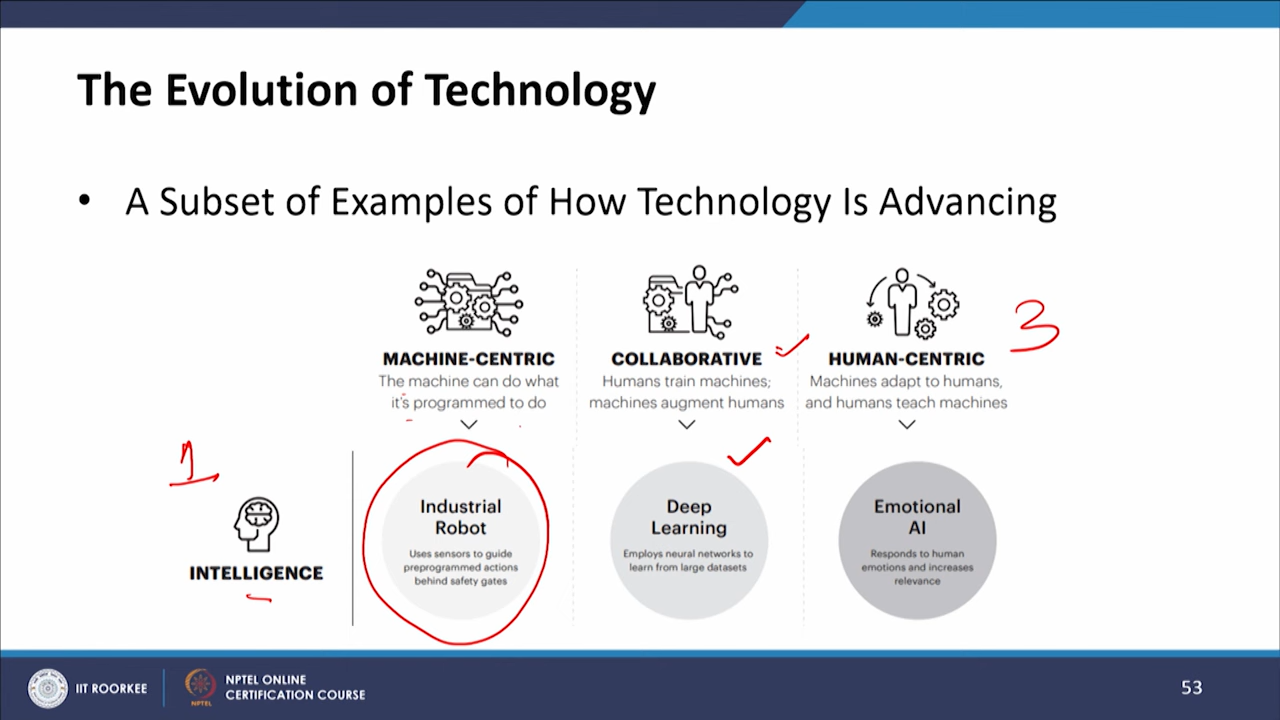 The Evolution of Technology
• A Subset of Examples of How Technology Is Advancing
MACHINE-CENTRIC
The machine can do what
it's programmed to do
COLLABORATIVE
Humans train machines;
machines augment humans
HUMAN-CENTRIC
Machines adapt to humans,
and humans teach machines
3
1
INTELLIGENCE
Industrial
Robot
Uses sensors to guide
preprogrammed actions
behind safety gates
Deep
Learning
Employs neural networks to
learn from large datasets
Emotional
AI
Responds to human
emotions and increases
relevance
IIT ROORKEE
NPTEL
NPTEL ONLINE
CERTIFICATION COURSE
53